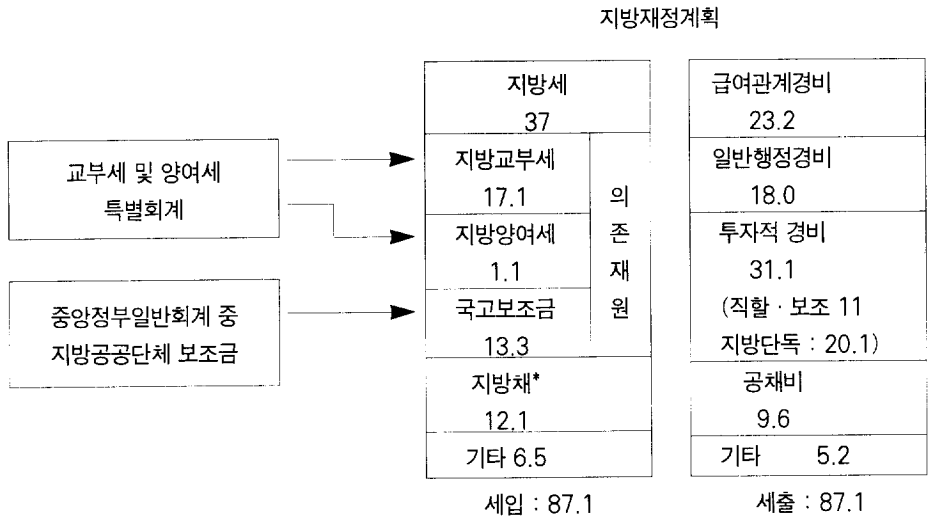 지방재정계획
교부세 및 양여세
특별회계
중앙정부일반회계 중
지방공공단체 보조금
지방세
37
지방교부세
17.1
지방양여세
1.1
국고보조금
13.3
의
존
재
원
지방채*
12.1
기타 6.5
세입 : 87.1
급여관계경비
23.2
일반행정경비
18.0
투자적 경비
31.1
(직할 · 보조 11
지방단독 : 20.1)
공채비
9.6
기타 5.2
세출 : 87.1